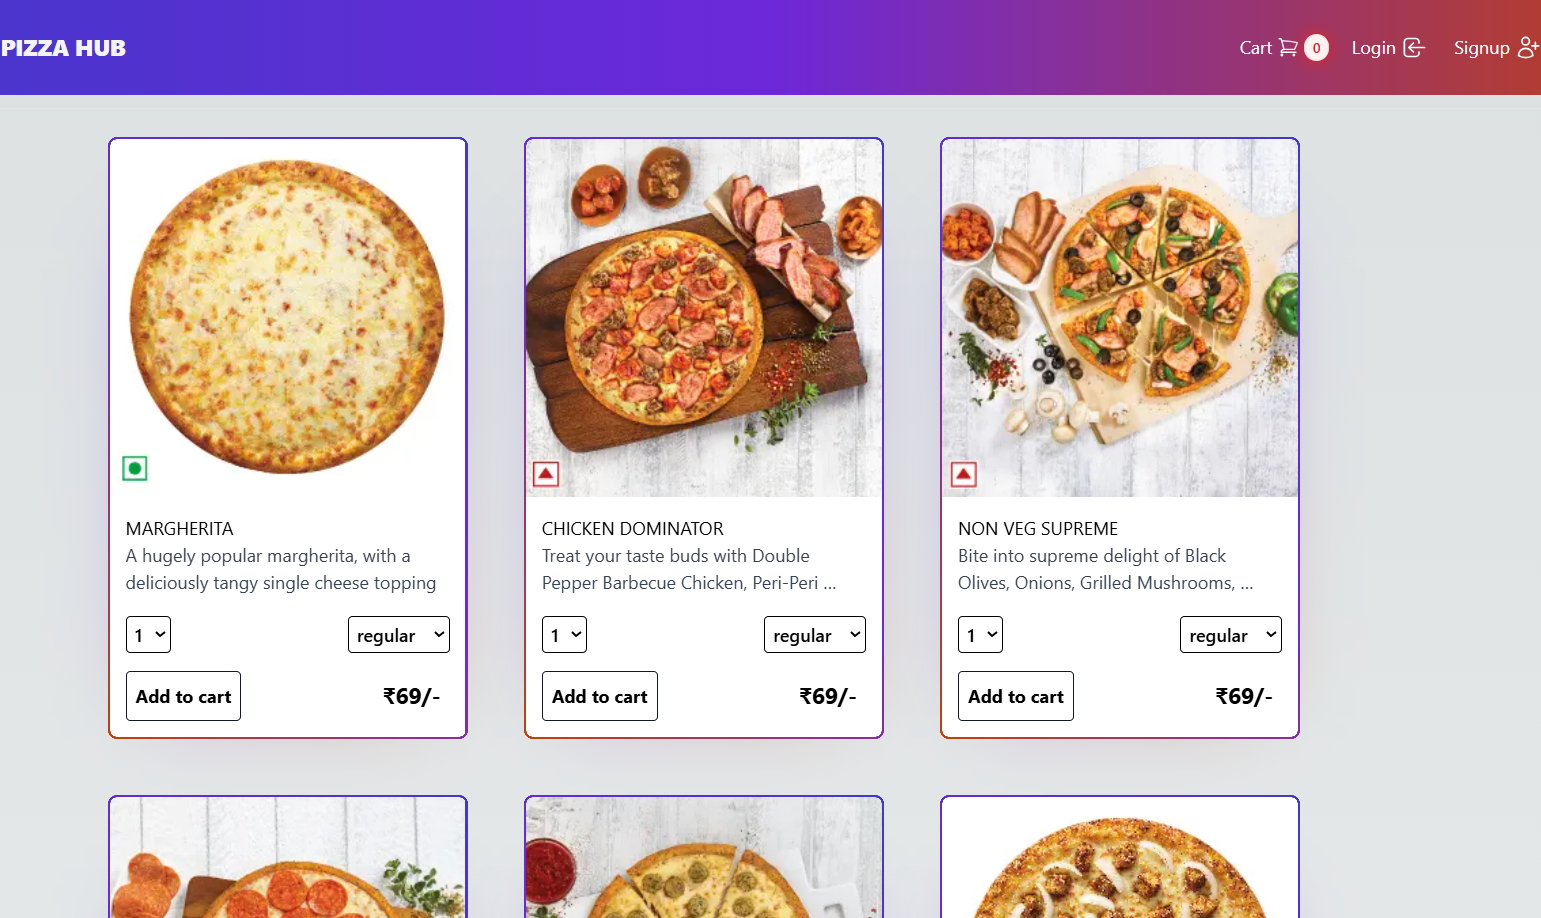 PIZZA HUB
Cart 0 Login Signup
MARGHERITA
A hugely popular margherita, with a
deliciously tangy single cheese topping
1 regular
Add to cart ₹69/-
CHICKEN DOMINATOR
Treat your taste buds with Double
Pepper Barbecue Chicken, Peri-Peri ...
1 regular
Add to cart ₹69/-
NON VEG SUPREME
Bite into supreme delight of Black
Olives, Onions, Grilled Mushrooms, ...
1 regular
Add to cart ₹69/-